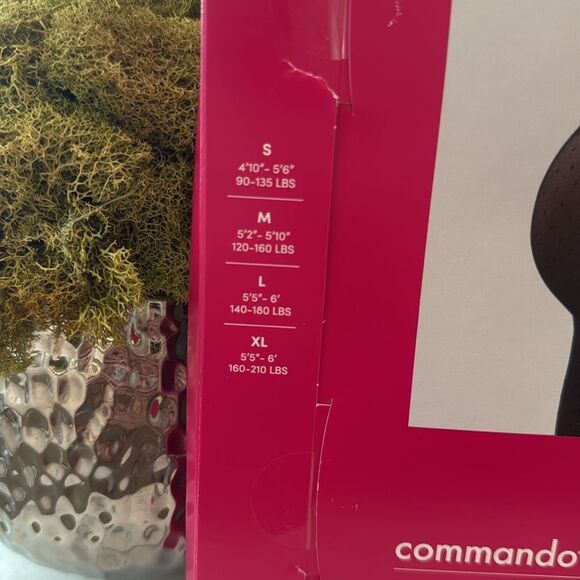 S
4'10"- 5'6"
90-135 LBS
M
5'2"- 5'10"
120-160 LBS
L
5'5"- 6'
140-180 LBS
XL
5'5"- 6'
160-210 LBS
commando